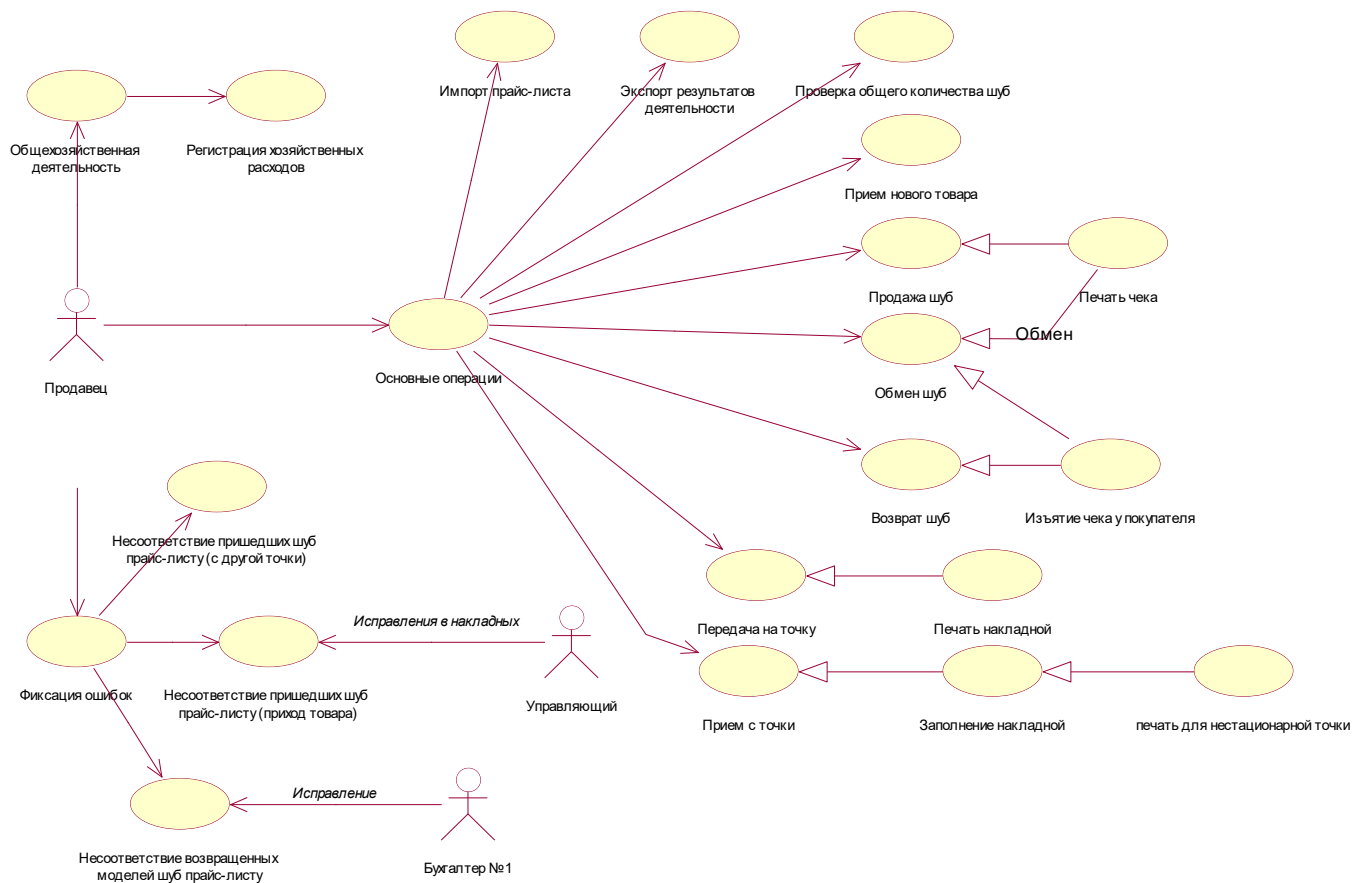 Импорт прайс-листа
Экспорт результатов
деятельности
Проверка общего количества шуб
Общехозяйственная
деятельность
Регистрация хозяйственных
расходов
Прием нового товара
Продажа шуб
Печать чека
Обмен
Продавец
Основные операции
Обмен шуб
Возврат шуб
Изъятие чека у покупателя
Несоответствие пришедших шуб
прайс-листу (с другой точки)
Исправления в накладных
Передача на точку
Печать накладной
Фиксация ошибок
Несоответствие пришедших шуб
прайс-листу (приход товара)
Управляющий
Прием с точки
Заполнение накладной
печать для нестационарной точки
Исправление
Несоответствие возвращенных
моделей шуб прайс-листу
Бухгалтер №1